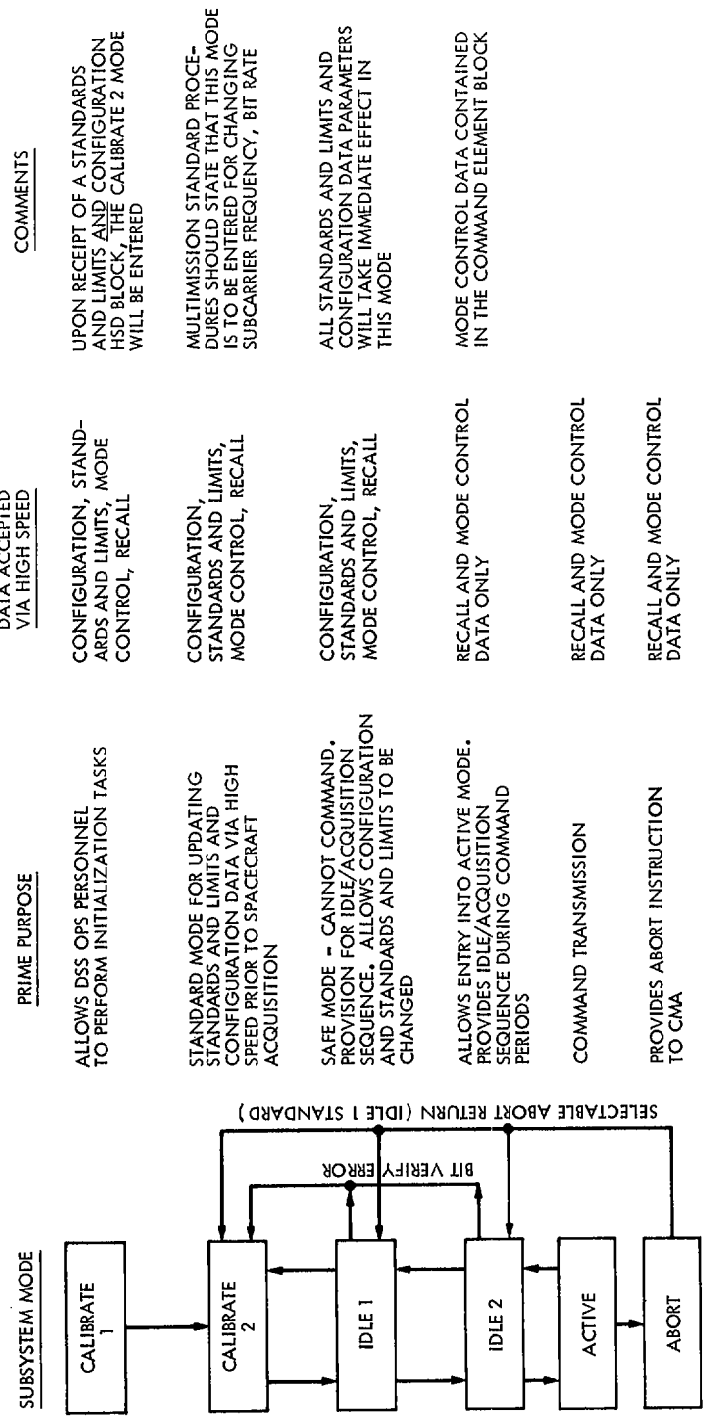 SUBSYSTEM MODE
PRIME PURPOSE
DATA ACCEPTED
VIA HIGH SPEED
COMMENTS
CALIBRATE
1
ALLOWS DSS OPS PERSONNEL
TO PERFORM INITIALIZATION TASKS
CONFIGURATION, STAND-
ARDS AND LIMITS, MODE
CONTROL, RECALL
UPON RECEIPT OF A STANDARDS
AND LIMITS AND CONFIGURATION
HSD BLOCK, THE CALIBRATE 2 MODE
WILL BE ENTERED
CALIBRATE
2
STANDARD MODE FOR UPDATING
STANDARDS AND LIMITS AND
CONFIGURATION DATA VIA HIGH
SPEED PRIOR TO SPACECRAFT
ACQUISITION
CONFIGURATION,
STANDARDS AND LIMITS,
MODE CONTROL, RECALL
MULTIMISSION STANDARD PROCE-
DURES SHOULD STATE THAT THIS MODE
IS TO BE ENTERED FOR CHANGING
SUBCARRIER FREQUENCY, BIT RATE
IDLE 1
SAFE MODE - CANNOT COMMAND.
PROVISION FOR IDLE/ACQUISITION
SEQUENCE. ALLOWS CONFIGURATION
AND STANDARDS AND LIMITS TO BE
CHANGED
CONFIGURATION,
STANDARDS AND LIMITS,
MODE CONTROL, RECALL
ALL STANDARDS AND LIMITS AND
CONFIGURATION DATA PARAMETERS
WILL TAKE IMMEDIATE EFFECT IN
THIS MODE
IDLE 2
ALLOWS ENTRY INTO ACTIVE MODE.
PROVIDES IDLE/ACQUISITION
SEQUENCE DURING COMMAND
PERIODS
RECALL AND MODE CONTROL
DATA ONLY
MODE CONTROL DATA CONTAINED
IN THE COMMAND ELEMENT BLOCK
ACTIVE
COMMAND TRANSMISSION
RECALL AND MODE CONTROL
DATA ONLY
ABORT
PROVIDES ABORT INSTRUCTION
TO CMA
RECALL AND MODE CONTROL
DATA ONLY
BIT VERIFY ERROR
SELECTABLE ABORT RETURN (IDLE 1 STANDARD)